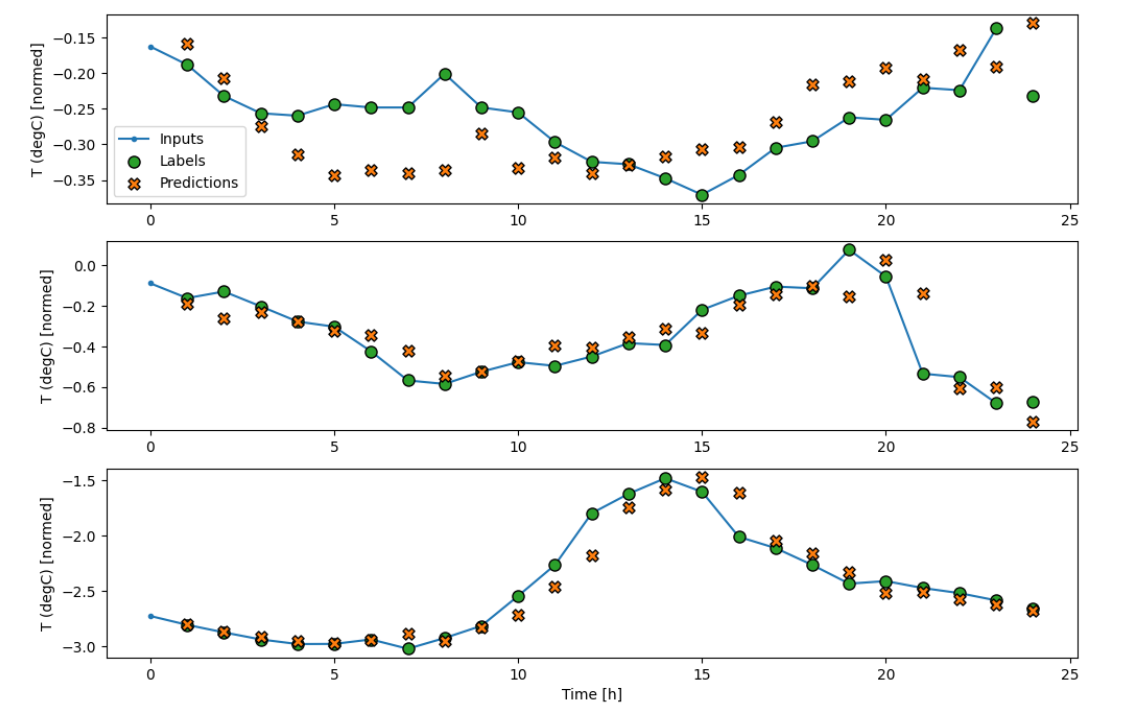 T (degC) [normed]
−0.15
−0.20
−0.25
−0.30
−0.35
Inputs
Labels
Predictions
0 5 10 15 20 25
T (degC) [normed]
0.0
−0.2
−0.4
−0.6
−0.8
0 5 10 15 20 25
T (degC) [normed]
−1.5
−2.0
−2.5
−3.0
0 5 10 15 20 25
Time [h]